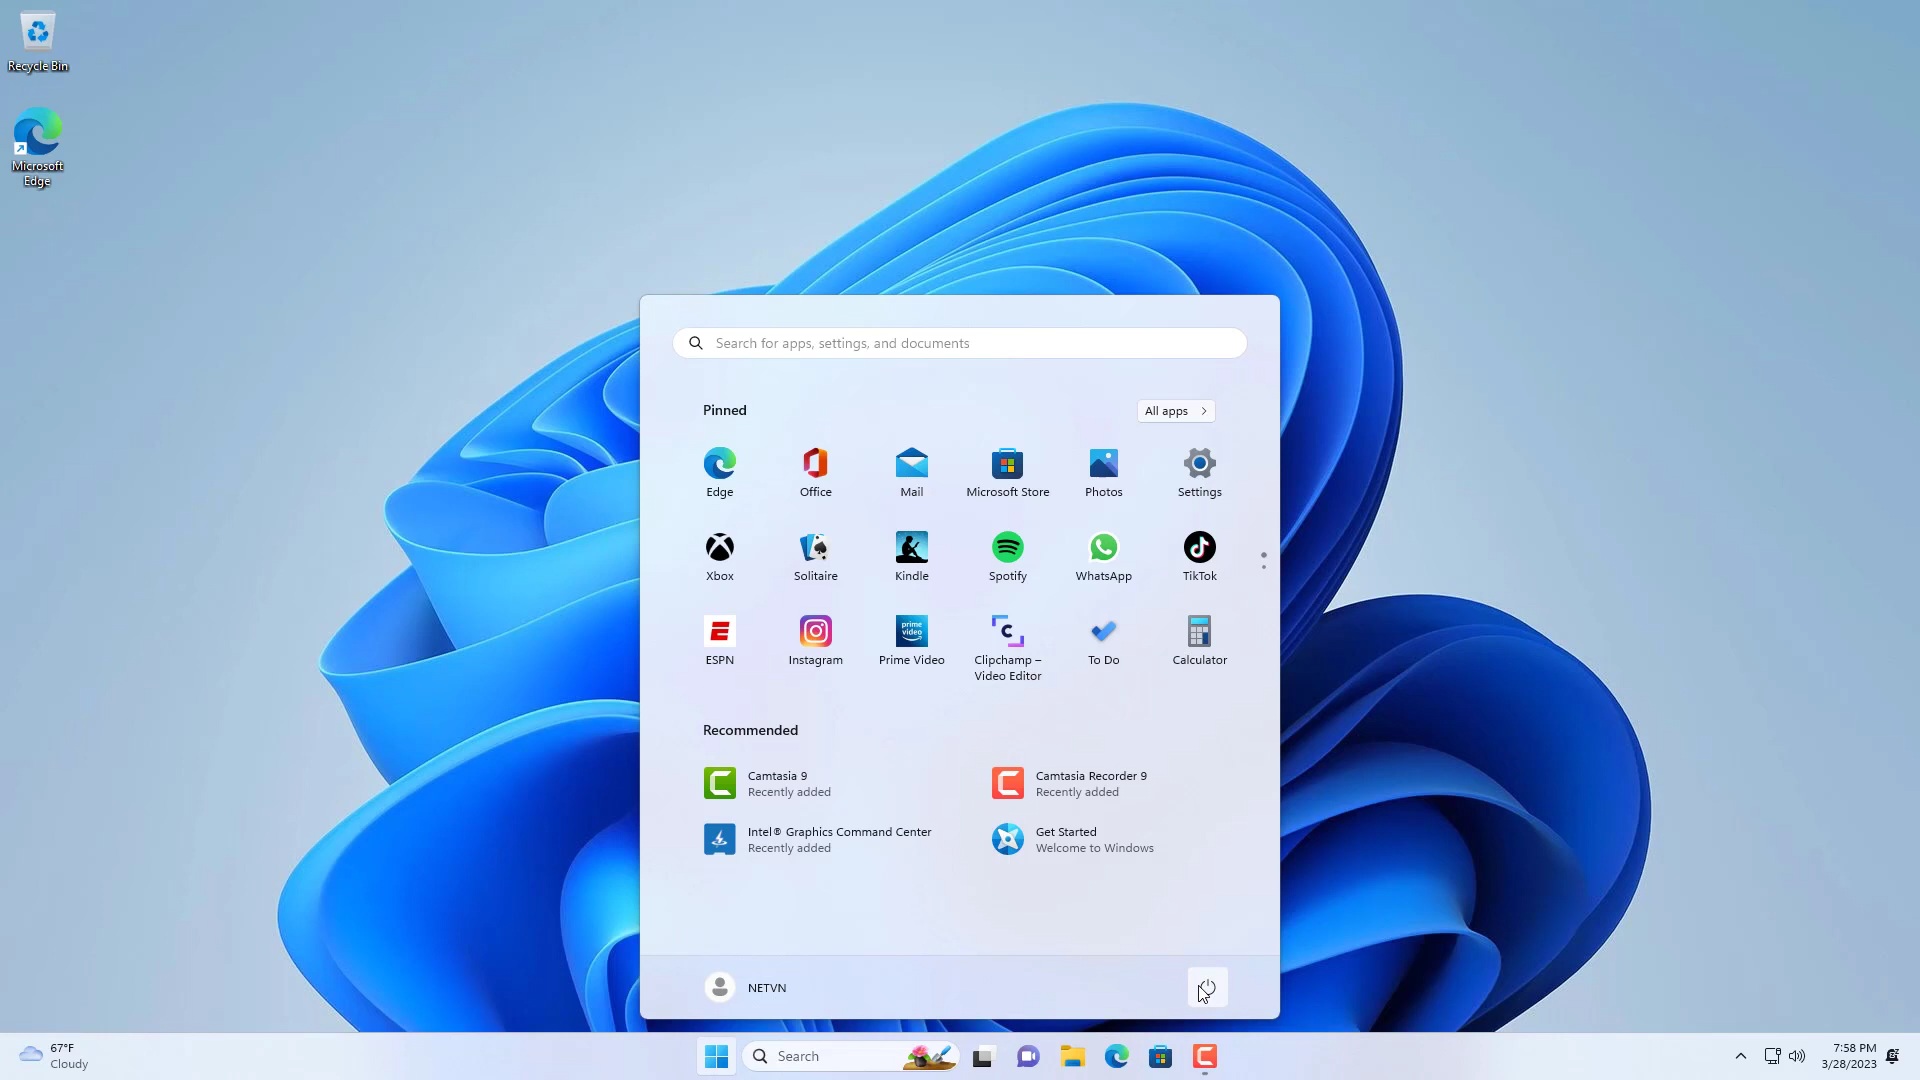 Recycle Bin
Microsoft
Edge
Search for apps, settings, and documents
Pinned
All apps
Edge
Office
Mail
Microsoft Store
Photos
Settings
Xbox
Solitaire
Kindle
Spotify
WhatsApp
TikTok
ESPN
Instagram
prime
video
Prime Video
Clipchamp –
Video Editor
To Do
Calculator
Recommended
Camtasia 9
Recently added
Camtasia Recorder 9
Recently added
Intel® Graphics Command Center
Recently added
Get Started
Welcome to Windows
NETVN
67°F
Cloudy
Search
7:58 PM
3/28/2023